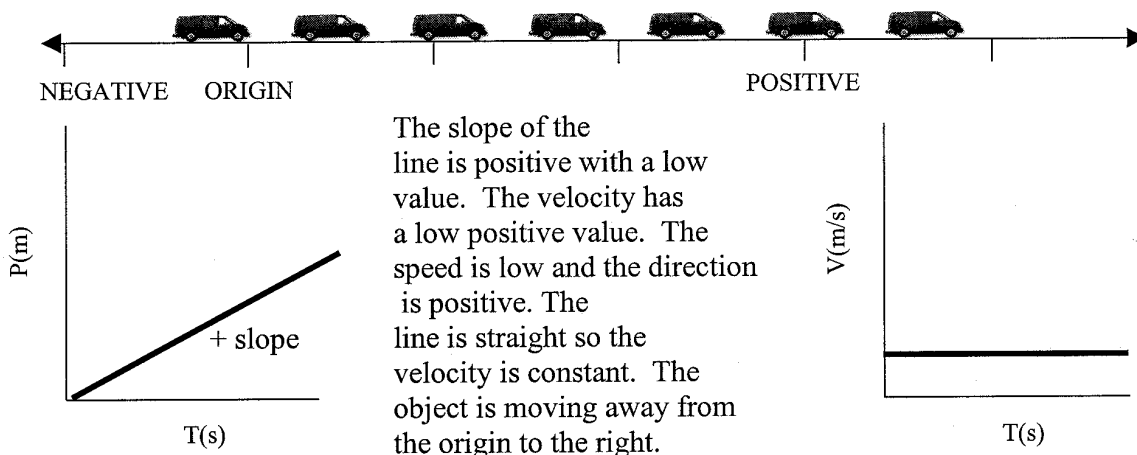 NEGATIVE ORIGIN POSITIVE
P(m)
+ slope
T(s)
The slope of the
line is positive with a low
value. The velocity has
a low positive value. The
speed is low and the direction
is positive. The
line is straight so the
velocity is constant. The
object is moving away from
the origin to the right.
V(m/s)
T(s)